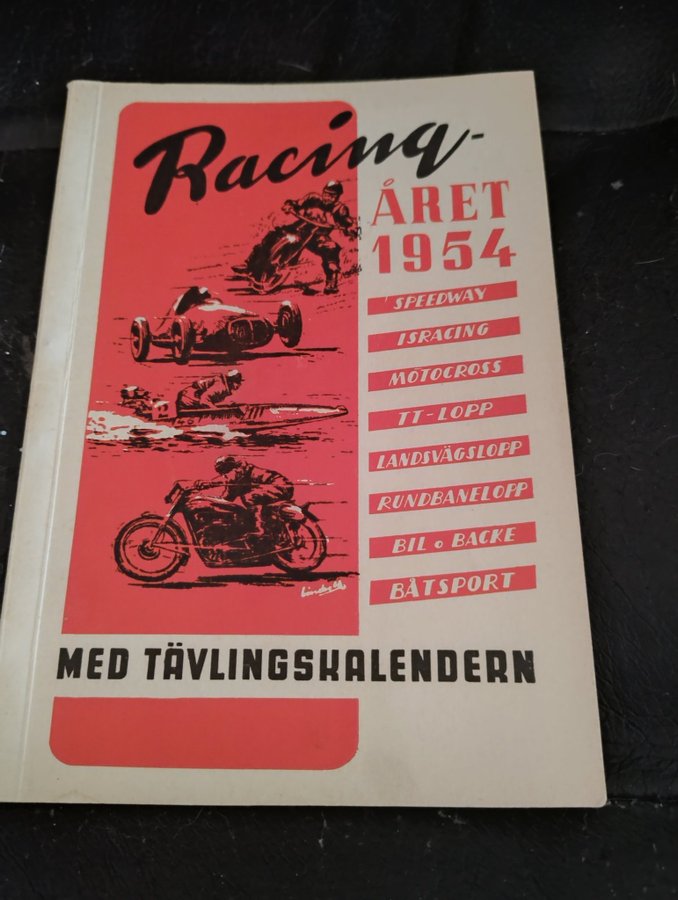 Racing-
ÅRET
1954
SPEEDWAY
ISRACING
MOTOCROSS
TT-LOPP
LANDSVÄGSLOPP
RUNDBANELOPP
BIL o BACKE
BÅTSPORT
MED TÄVLINGSKALENDERN